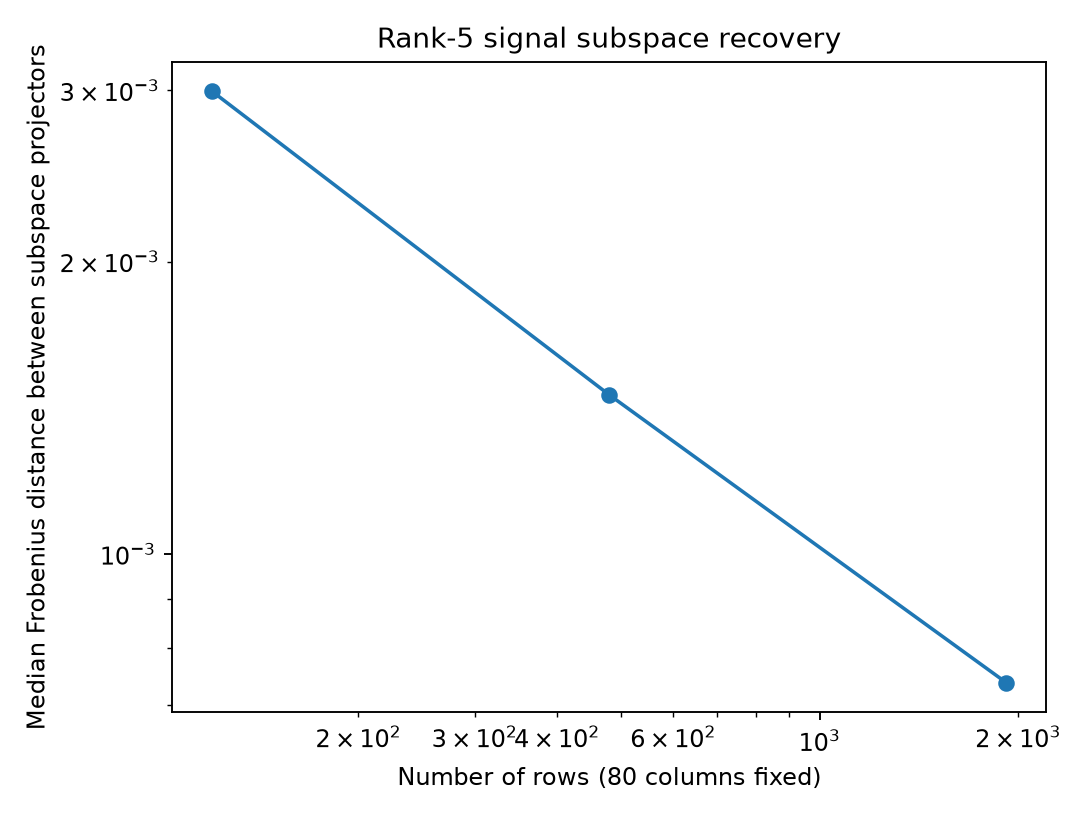 Rank-5 signal subspace recovery
Median Frobenius distance between subspace projectors
3 × 10⁻³
2 × 10⁻³
10⁻³
2 × 10² 3 × 10² 4 × 10² 6 × 10² 10³ 2 × 10³
Number of rows (80 columns fixed)